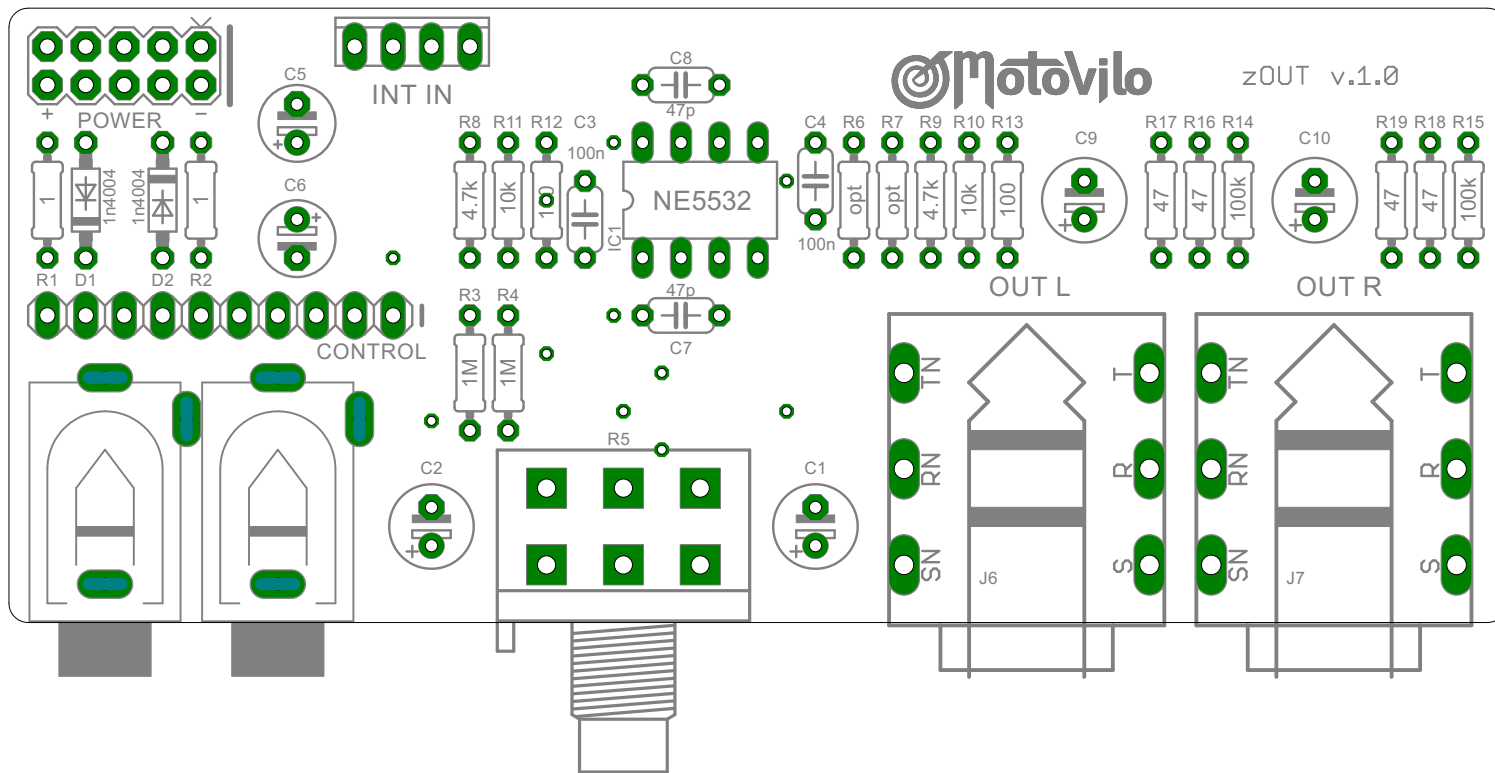 MotoVilo
zOUT v.1.0
C5
INT IN
C8
47p
+
POWER
–
R8 R11 R12 C3
C4 R6 R7 R9 R10 R13
C9
R17 R16 R14
C10
R19 R18 R15
100n
+
1
1n4004
1n4004
1
C6
+
4.7k
10k
100
IC1
NE5532
100n
opt
opt
4.7k
10k
100
+
47
47
100k
+
47
47
100k
R1 D1 D2 R2
47p
R3 R4
C7
OUT L
OUT R
CONTROL
1M
1M
TN
T
TN
T
R5
C2
C1
RN
R
RN
R
+
+
SN
S
SN
S
J6
J7